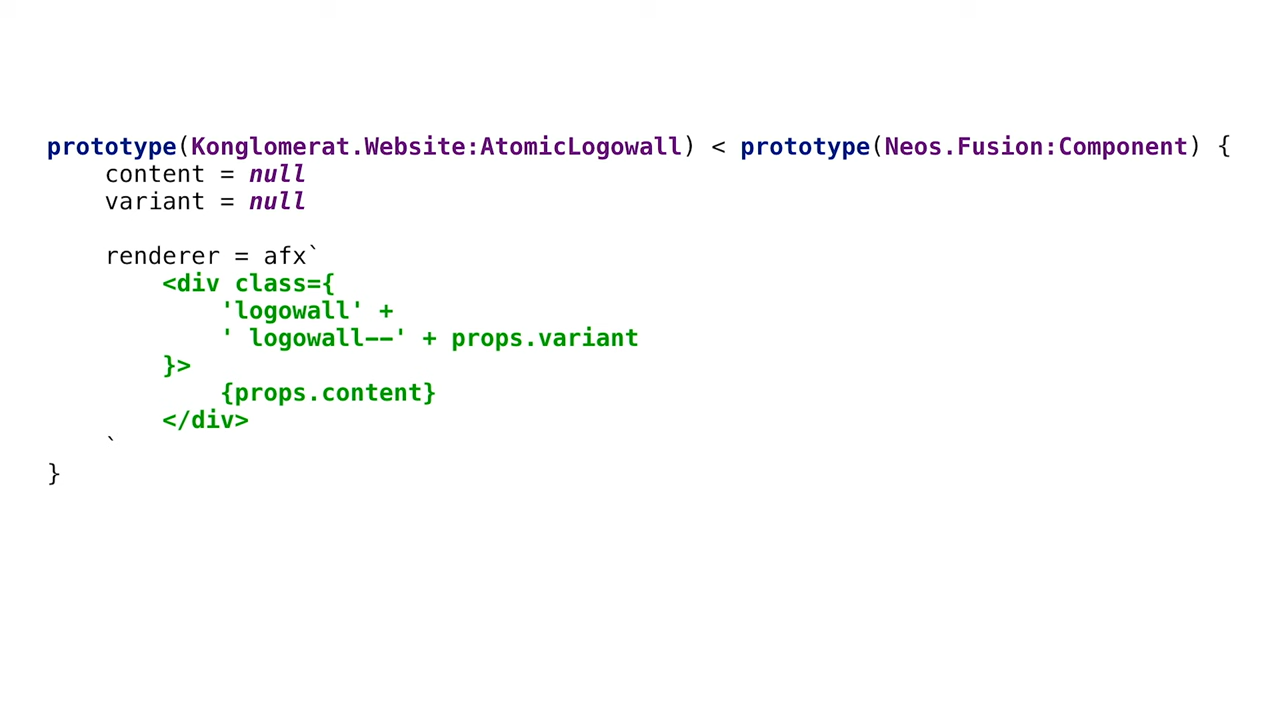 prototype(Konglomerat.Website:AtomicLogowall) < prototype(Neos.Fusion:Component) {
    content = null
    variant = null

    renderer = afx`
        <div class={
            'logowall' +
            ' logowall--' + props.variant
        }>
            {props.content}
        </div>
    `
}